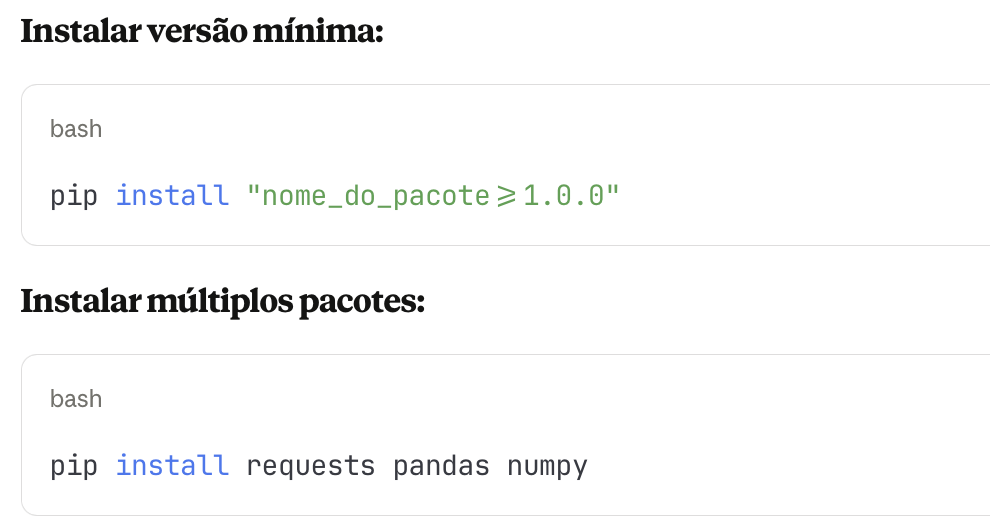 Instalar versão mínima:
bash
pip install "nome_do_pacote>=1.0.0"
Instalar múltiplos pacotes:
bash
pip install requests pandas numpy